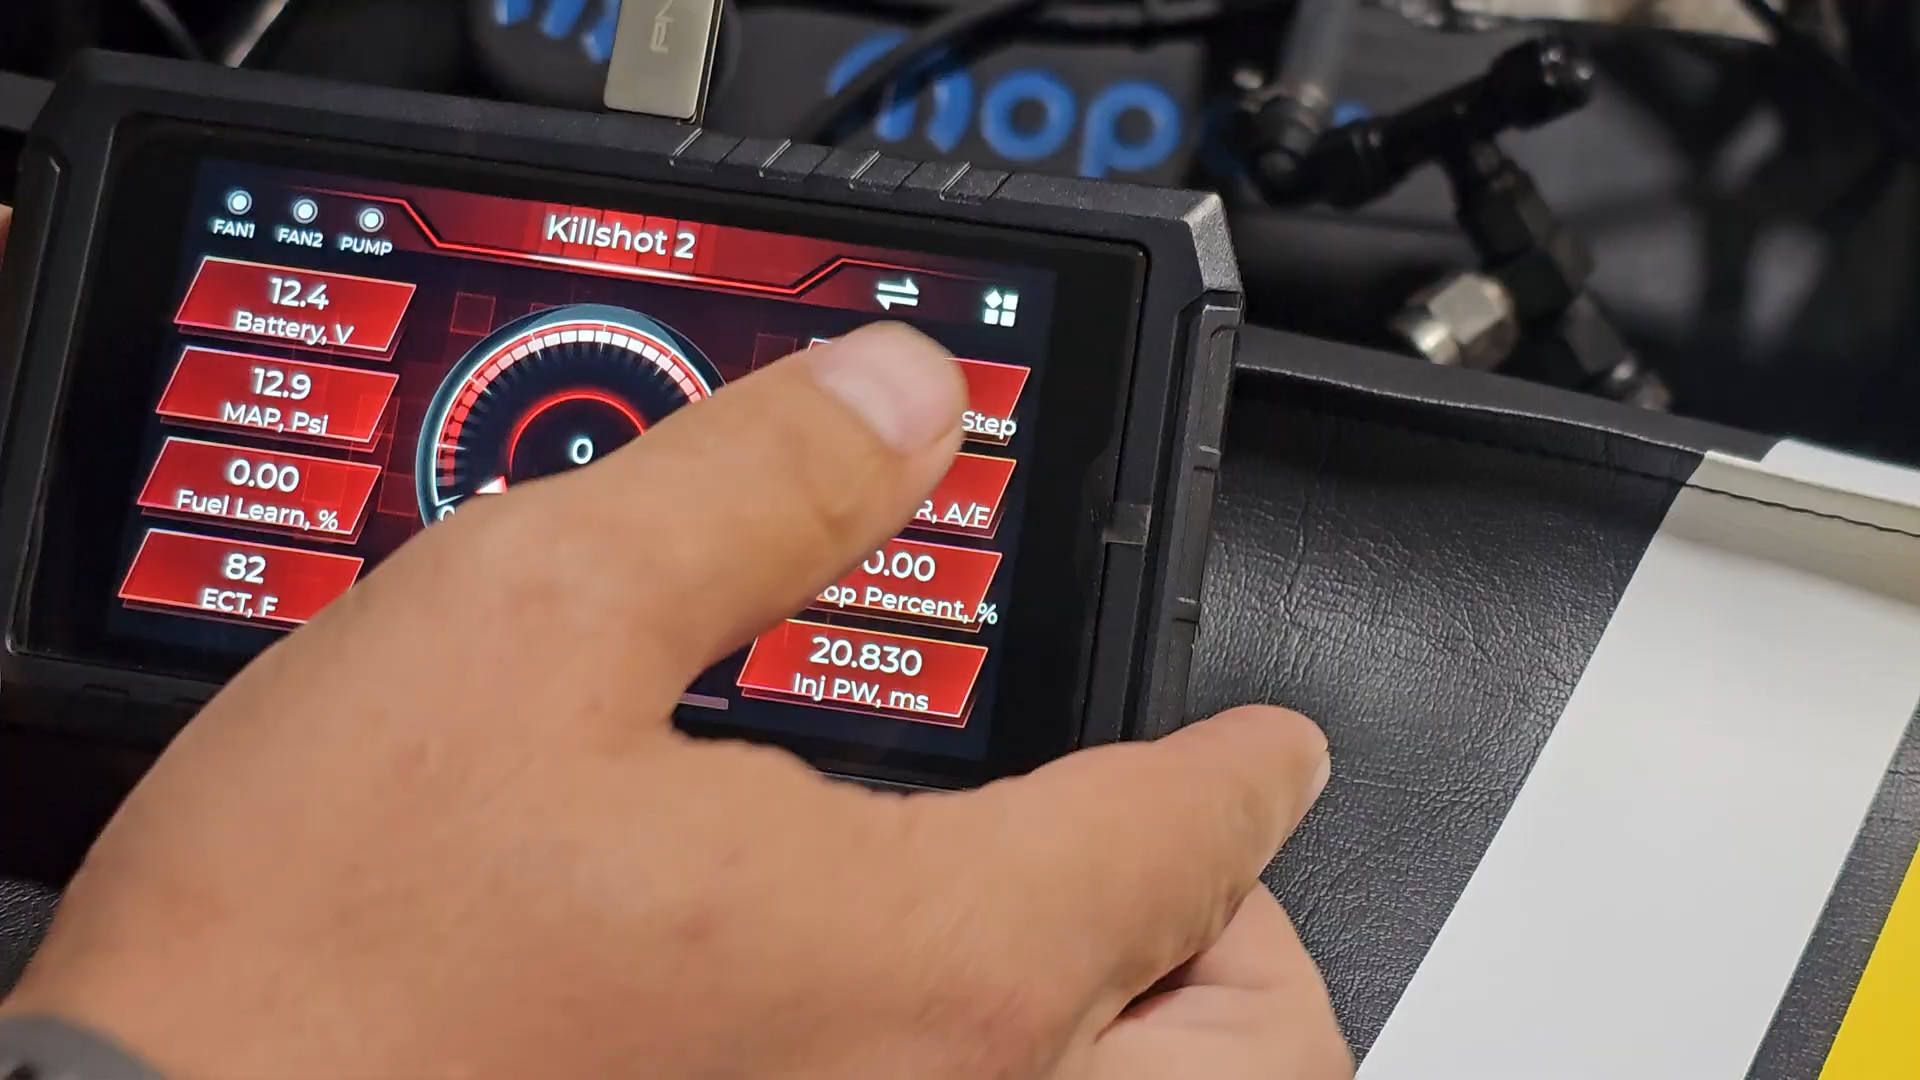 Killshot 2
FAN1
FAN2
PUMP
12.4
Battery, V
12.9
MAP, Psi
0.00
Fuel Learn, %
82
ECT, F
0
Step
A/F
Percent, %
20.830
Inj PW, ms